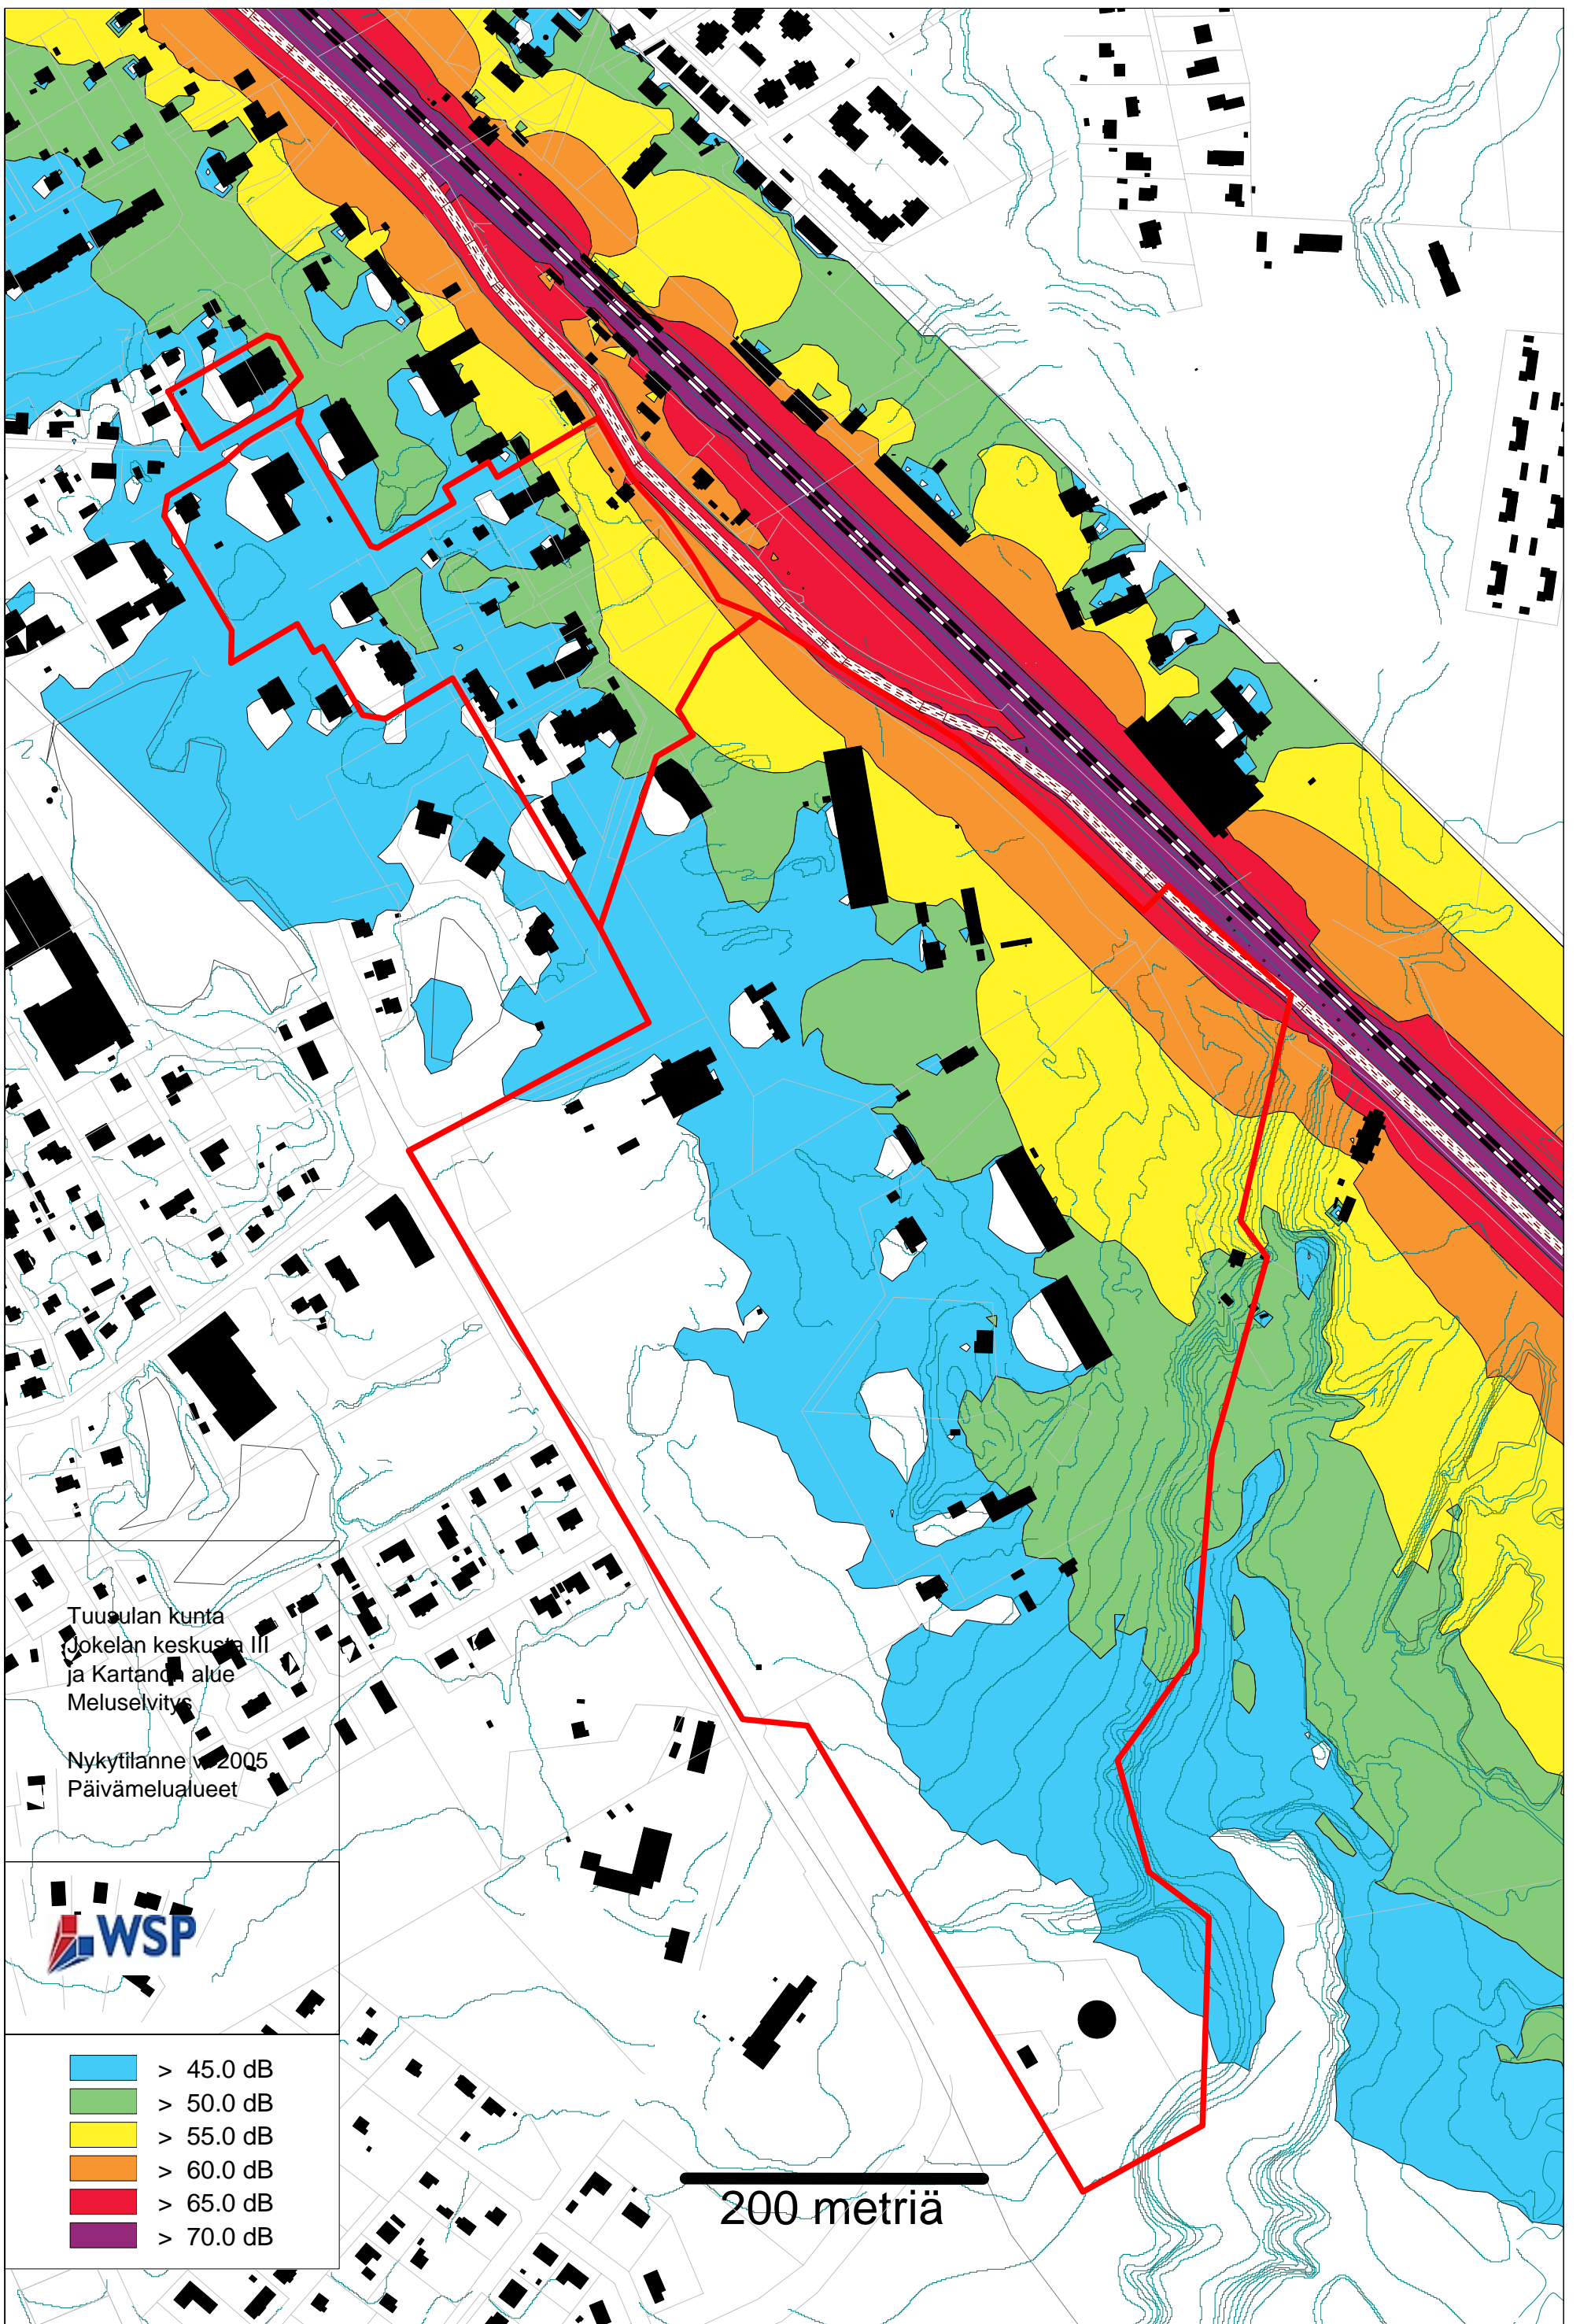 Tuusulan kunta
Jokelan keskusta III
ja Kartanon alue
Meluselvitys
Nykytilanne v. 2005
Päivämelualueet
WSP
> 45.0 dB
> 50.0 dB
> 55.0 dB
> 60.0 dB
> 65.0 dB
> 70.0 dB
200 metriä